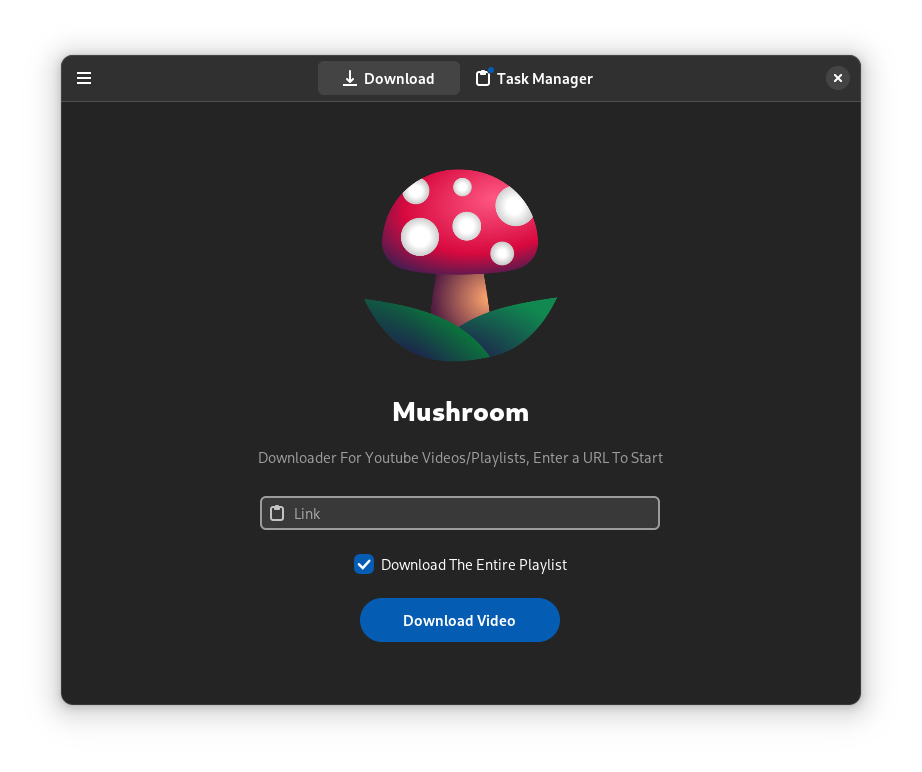 Download
Task Manager
Mushroom
Downloader For Youtube Videos/Playlists, Enter a URL To Start
Link
Download The Entire Playlist
Download Video